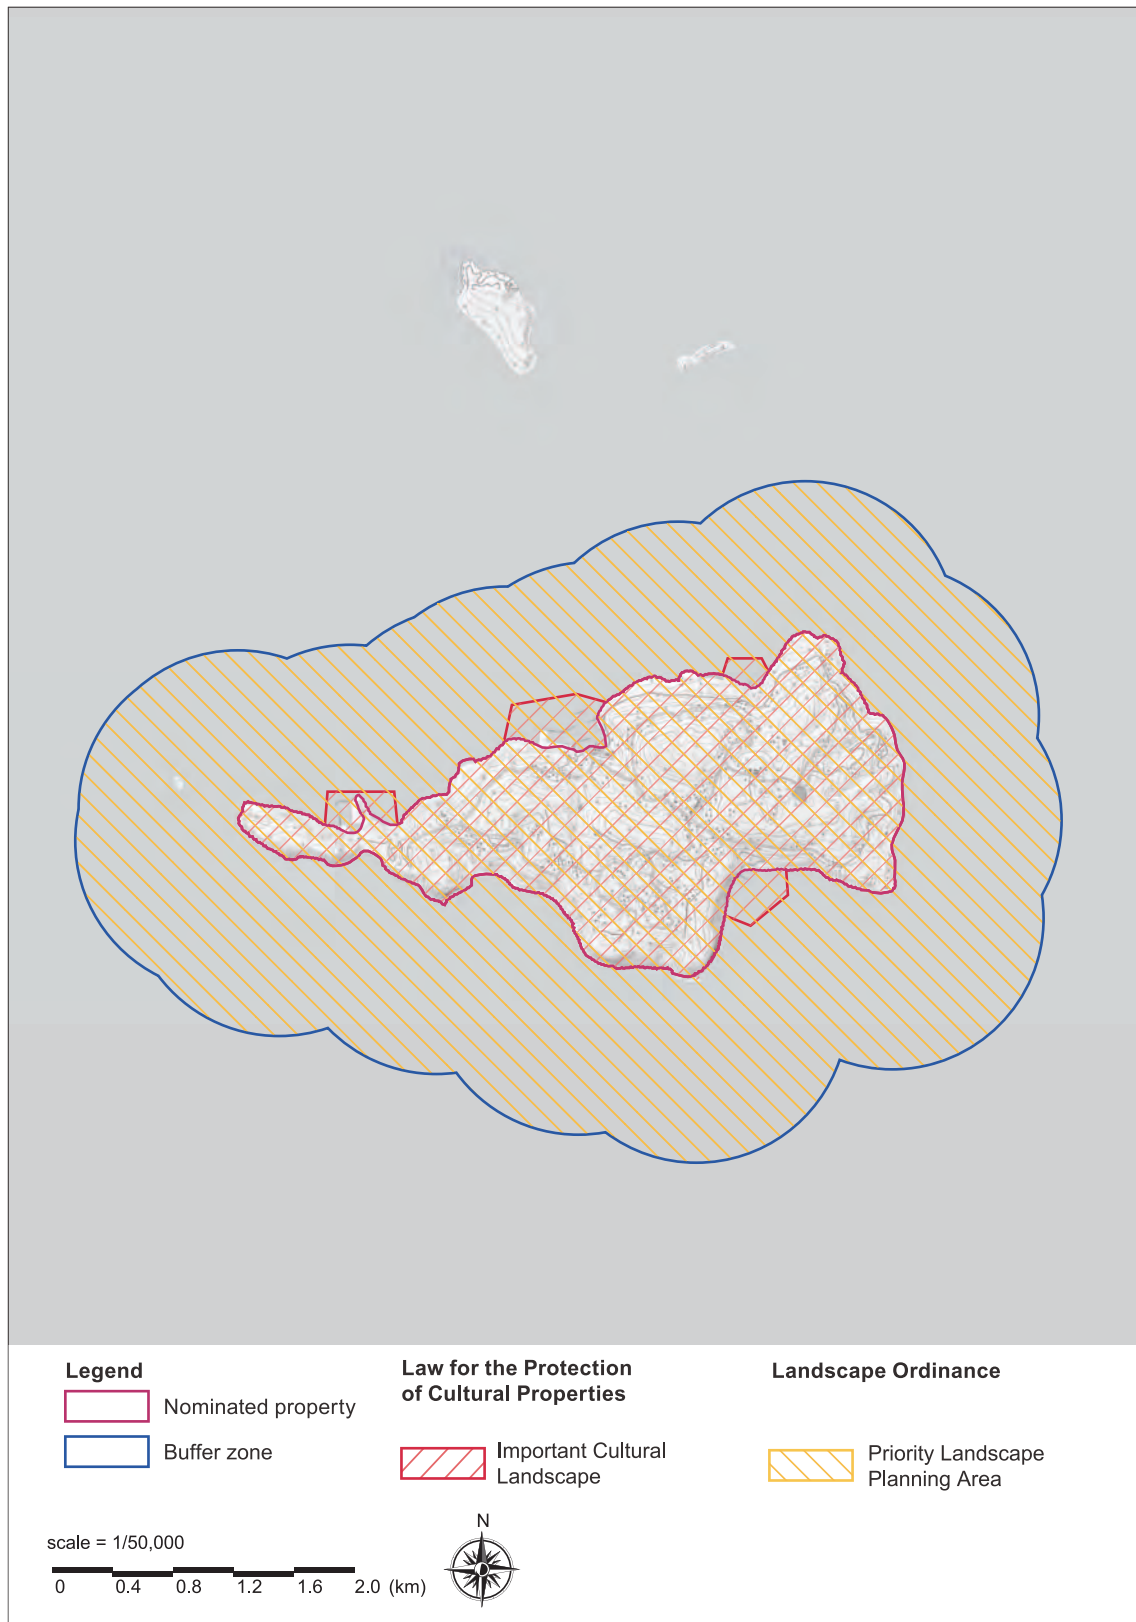 Legend
Nominated property
Buffer zone
Law for the Protection
of Cultural Properties
Important Cultural
Landscape
Landscape Ordinance
Priority Landscape
Planning Area
scale = 1/50,000
0 0.4 0.8 1.2 1.6 2.0 (km)
N